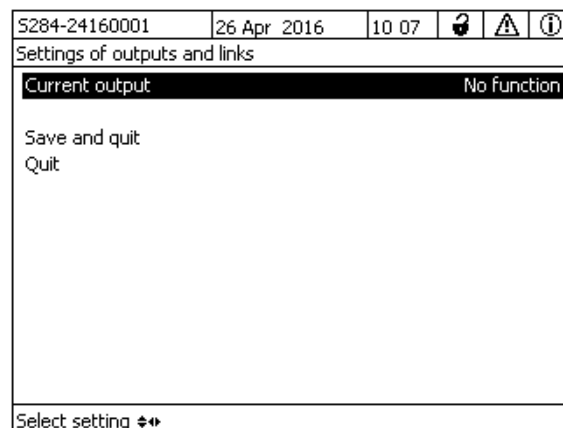 S284-24160001 26 Apr 2016 10 07
Settings of outputs and links
Current output No function
Save and quit
Quit
Select setting